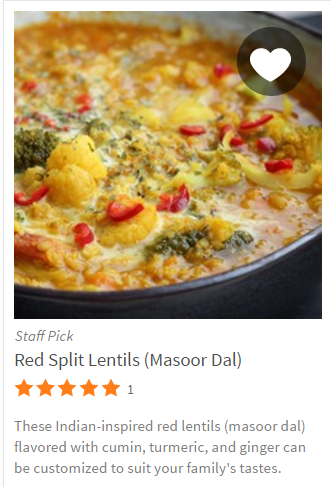 Staff Pick
Red Split Lentils (Masoor Dal)
1
These Indian-inspired red lentils (masoor dal)
flavored with cumin, turmeric, and ginger can
be customized to suit your family's tastes.